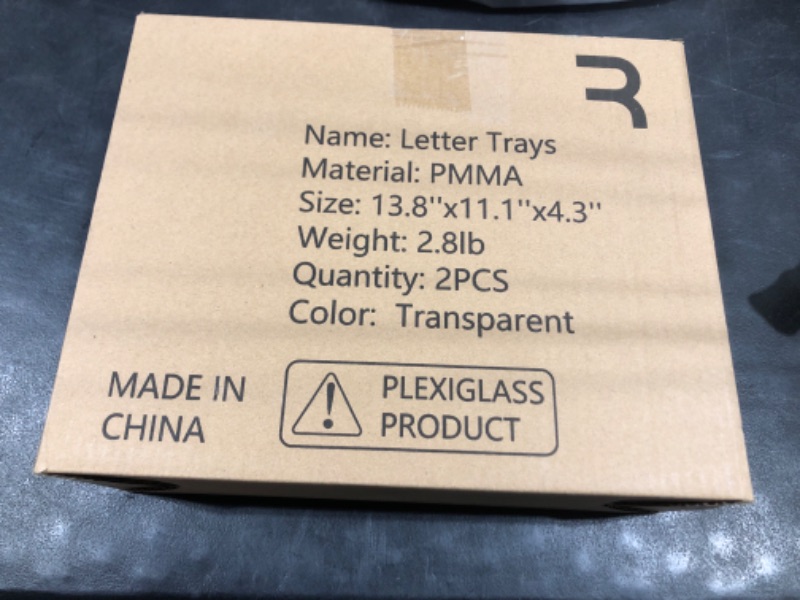 Name: Letter Trays
Material: PMMA
Size: 13.8''x11.1''x4.3''
Weight: 2.8lb
Quantity: 2PCS
Color: Transparent
MADE IN
CHINA
PLEXIGLASS
PRODUCT